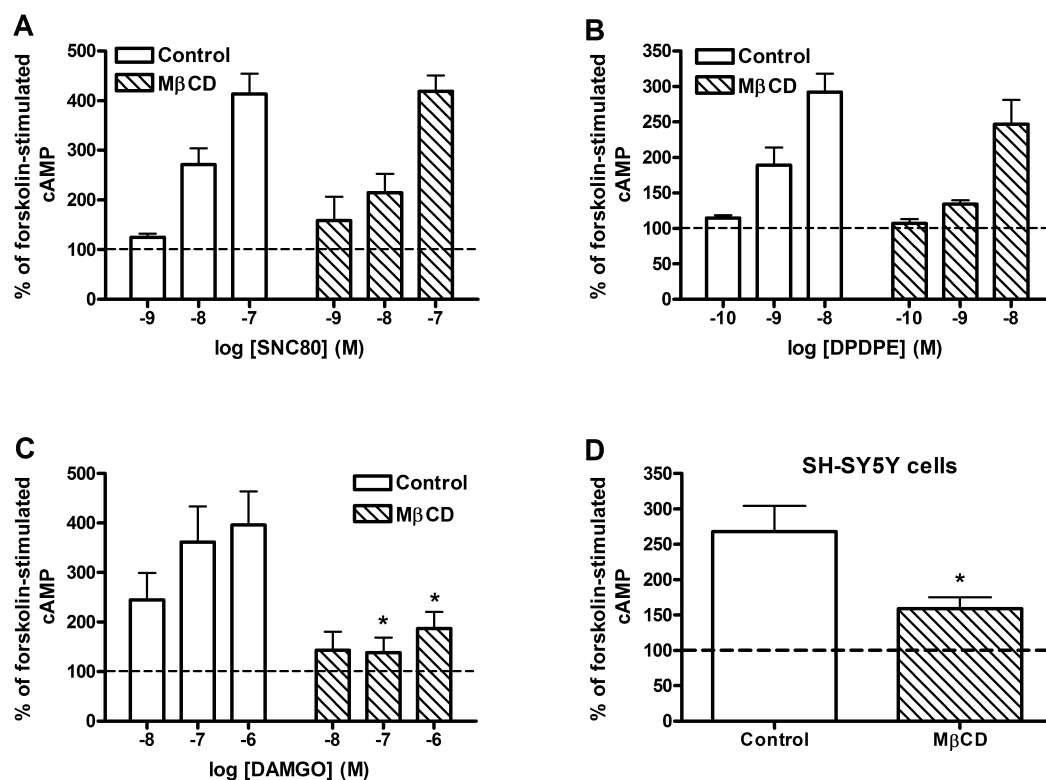 A
% of forskolin-stimulated
cAMP
500
400
300
200
100
0
Control
MβCD
-9
-8
-7
-9
-8
-7
log [SNC80] (M)
B
% of forskolin-stimulated
cAMP
350
300
250
200
150
100
50
0
Control
MβCD
-10
-9
-8
-10
-9
-8
log [DPDPE] (M)
C
% of forskolin-stimulated
cAMP
500
400
300
200
100
0
Control
MβCD
*
*
-8
-7
-6
-8
-7
-6
log [DAMGO] (M)
D
SH-SY5Y cells
% of forskolin-stimulated
cAMP
350
300
250
200
150
100
50
0
*
Control
MβCD